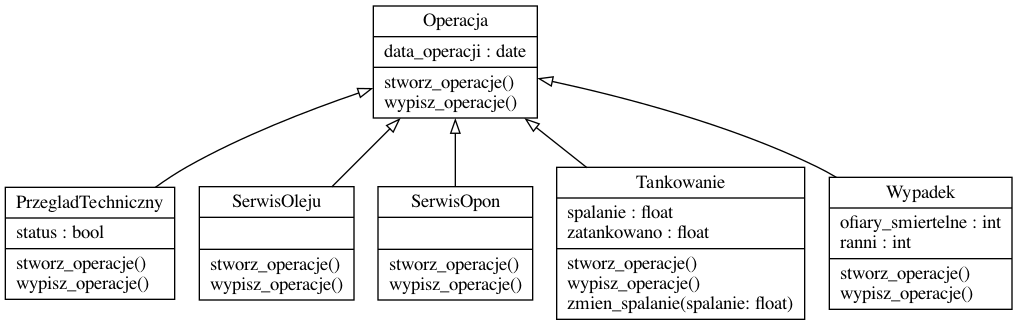 Operacja
data_operacji : date
stworz_operacje()
wypisz_operacje()
PrzegladTechniczny
status : bool
stworz_operacje()
wypisz_operacje()
SerwisOleju
stworz_operacje()
wypisz_operacje()
SerwisOpon
stworz_operacje()
wypisz_operacje()
Tankowanie
spalanie : float
zatankowano : float
stworz_operacje()
wypisz_operacje()
zmien_spalanie(spalanie: float)
Wypadek
ofiary_smiertelne : int
ranni : int
stworz_operacje()
wypisz_operacje()